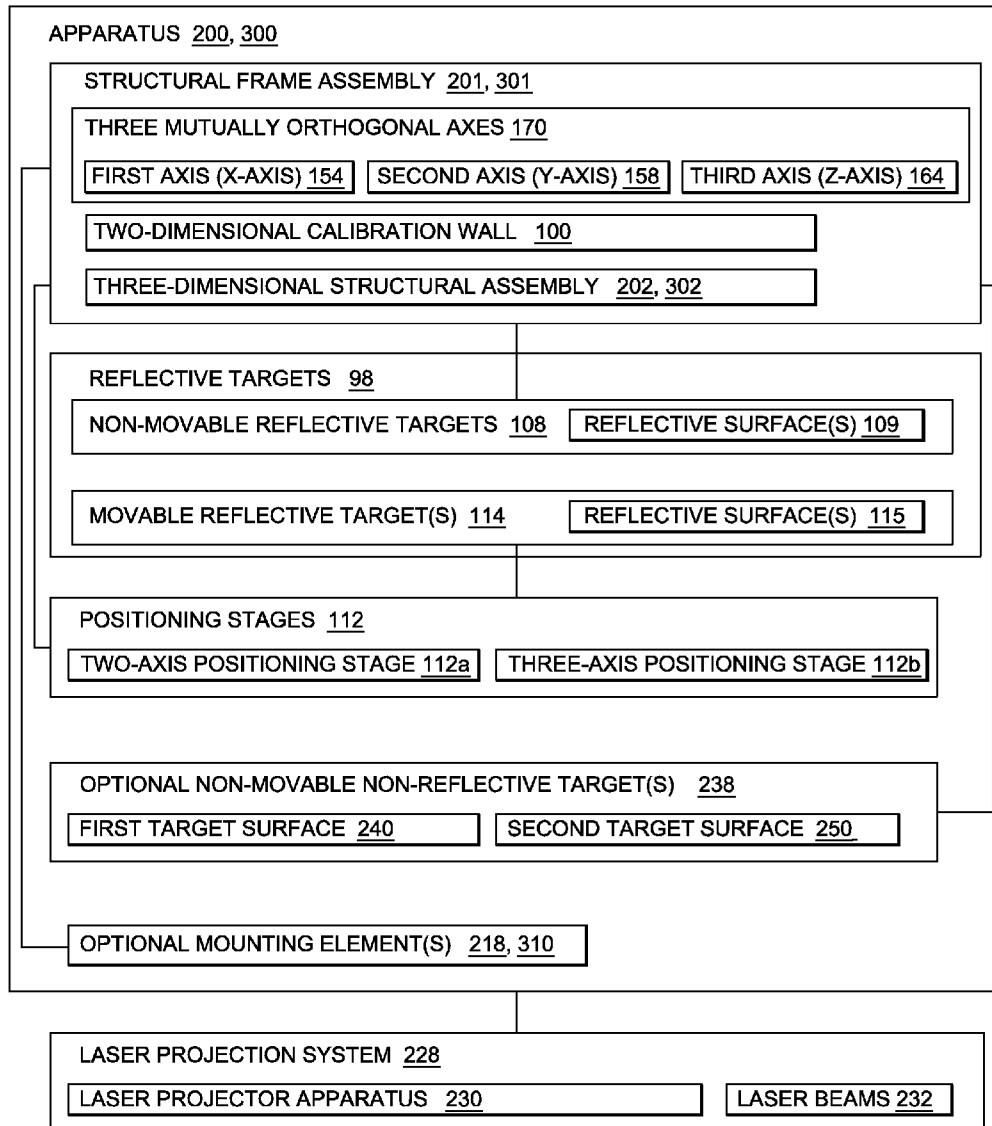 APPARATUS 200, 300
STRUCTURAL FRAME ASSEMBLY 201, 301
THREE MUTUALLY ORTHOGONAL AXES 170
FIRST AXIS (X-AXIS) 154 SECOND AXIS (Y-AXIS) 158 THIRD AXIS (Z-AXIS) 164
TWO-DIMENSIONAL CALIBRATION WALL 100
THREE-DIMENSIONAL STRUCTURAL ASSEMBLY 202, 302
REFLECTIVE TARGETS 98
NON-MOVABLE REFLECTIVE TARGETS 108 REFLECTIVE SURFACE(S) 109
MOVABLE REFLECTIVE TARGET(S) 114 REFLECTIVE SURFACE(S) 115
POSITIONING STAGES 112
TWO-AXIS POSITIONING STAGE 112a THREE-AXIS POSITIONING STAGE 112b
OPTIONAL NON-MOVABLE NON-REFLECTIVE TARGET(S) 238
FIRST TARGET SURFACE 240 SECOND TARGET SURFACE 250
OPTIONAL MOUNTING ELEMENT(S) 218, 310
LASER PROJECTION SYSTEM 228
LASER PROJECTOR APPARATUS 230 LASER BEAMS 232